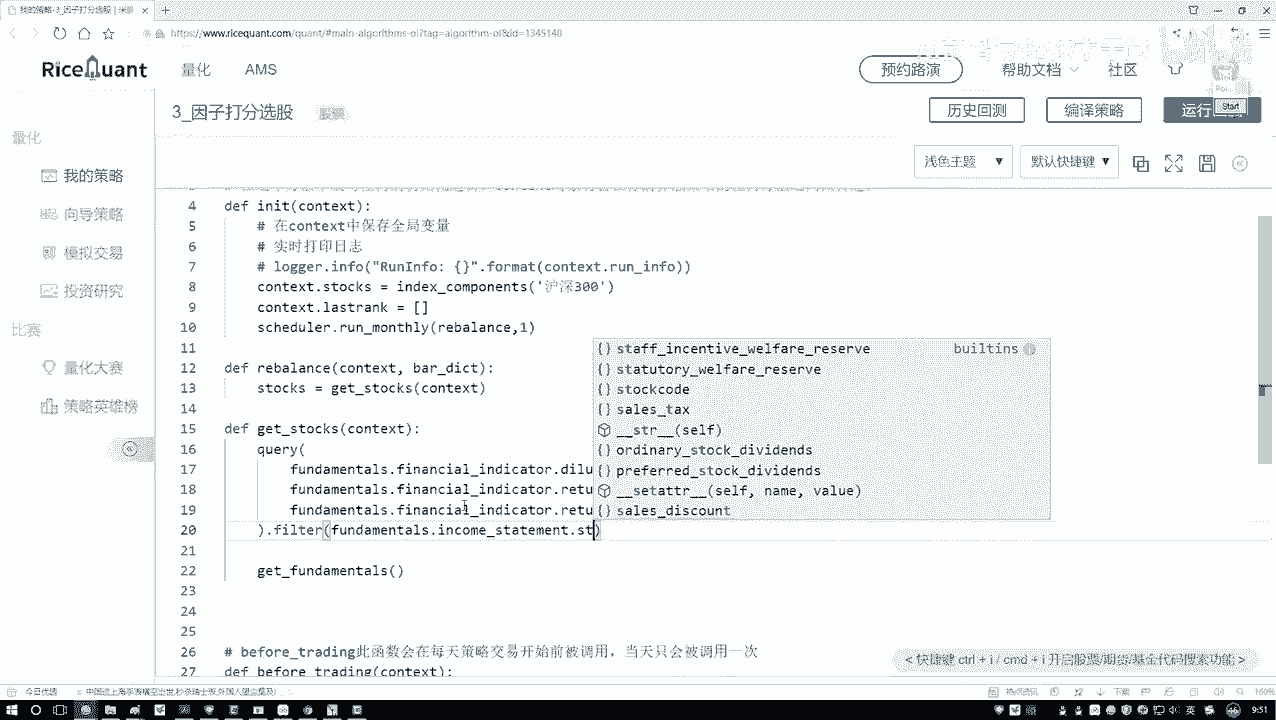 我的策略-3_因子打分选股
https://www.ricequant.com/quant/#main-algorithms-ol?tag=algorithm-ol&id=1345140
RiceQuant
量化
AMS
预约路演
帮助文档
社区
3_因子打分选股
股票
历史回测
编译策略
运行
Start
浅色主题
默认快捷键
量化
我的策略
向导策略
模拟交易
投资研究
比赛
量化大赛
策略英雄榜
4 def init(context):
5 # 在context中保存全局变量
6 # 实时打印日志
7 # logger.info("RunInfo: {}".format(context.run_info))
8 context.stocks = index_components('沪深300')
9 context.lastrank = []
10 scheduler.run_monthly(rebalance,1)
11
12 def rebalance(context, bar_dict):
13 stocks = get_stocks(context)
14
15 def get_stocks(context):
16 query(
17 fundamentals.financial_indicator.dilu
18 fundamentals.financial_indicator.retu
19 fundamentals.financial_indicator.retu
20 ).filter(fundamentals.income_statement.st)
21
22 get_fundamentals()
23
24
25
26 # before_trading此函数会在每天策略交易开始前被调用，当天只会被调用一次
27 def before_trading(context):
staff_incentive_welfare_reserve builtins
statutory_welfare_reserve
stockcode
sales_tax
__str__(self)
ordinary_stock_dividends
preferred_stock_dividends
__setattr__(self, name, value)
sales_discount
<快捷键 ctrl + i / cmd + i 开启股票/期货/基金代码搜索功能 >
今日优选
下载
160%
9:51